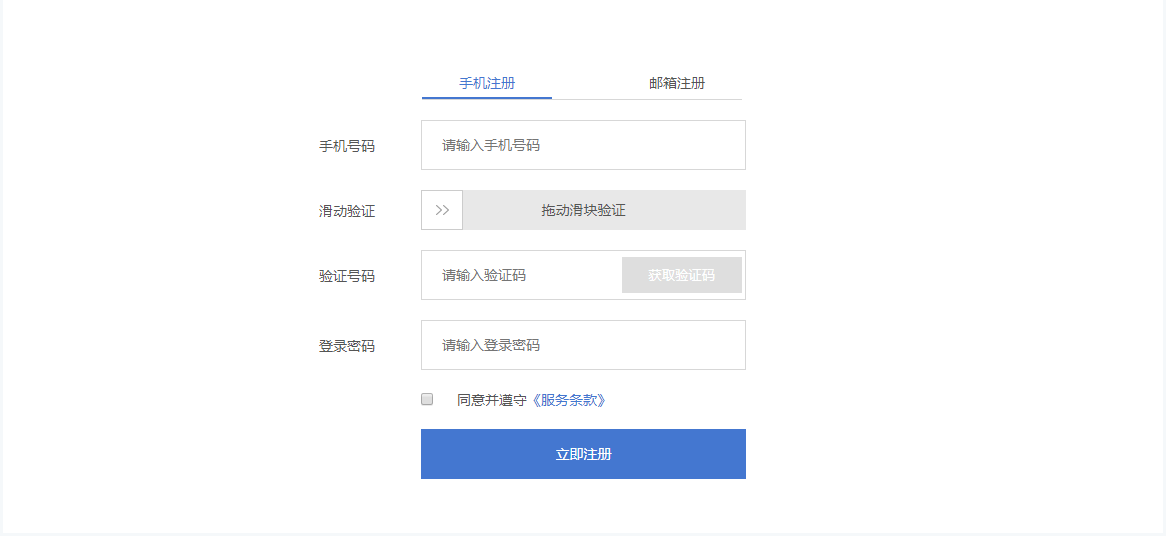 手机注册 邮箱注册
手机号码 请输入手机号码
滑动验证 >> 拖动滑块验证
验证号码 请输入验证码 获取验证码
登录密码 请输入登录密码
同意并遵守《服务条款》
立即注册